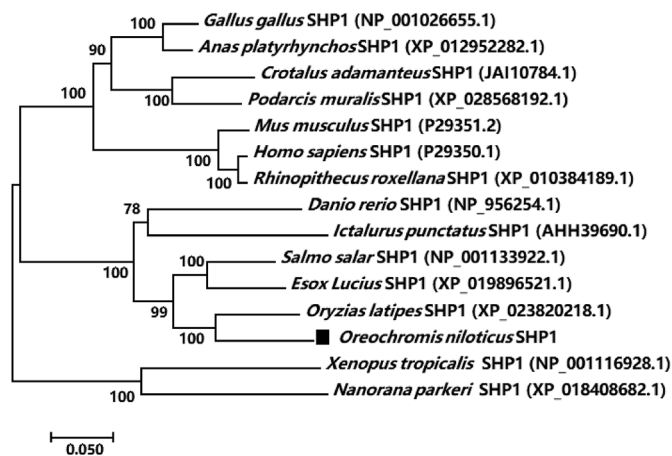 100 Gallus gallus SHP1 (NP_001026655.1)
90 Anas platyrhynchos SHP1 (XP_012952282.1)
Crotalus adamanteus SHP1 (JAI10784.1)
100 100 Podarcis muralis SHP1 (XP_028568192.1)
Mus musculus SHP1 (P29351.2)
100 Homo sapiens SHP1 (P29350.1)
100 Rhinopithecus roxellana SHP1 (XP_010384189.1)
78 Danio rerio SHP1 (NP_956254.1)
Ictalurus punctatus SHP1 (AHH39690.1)
100 100 Salmo salar SHP1 (NP_001133922.1)
Esox Lucius SHP1 (XP_019896521.1)
99 Oryzias latipes SHP1 (XP_023820218.1)
100 Oreochromis niloticus SHP1
Xenopus tropicalis SHP1 (NP_001116928.1)
100 Nanorana parkeri SHP1 (XP_018408682.1)
0.050